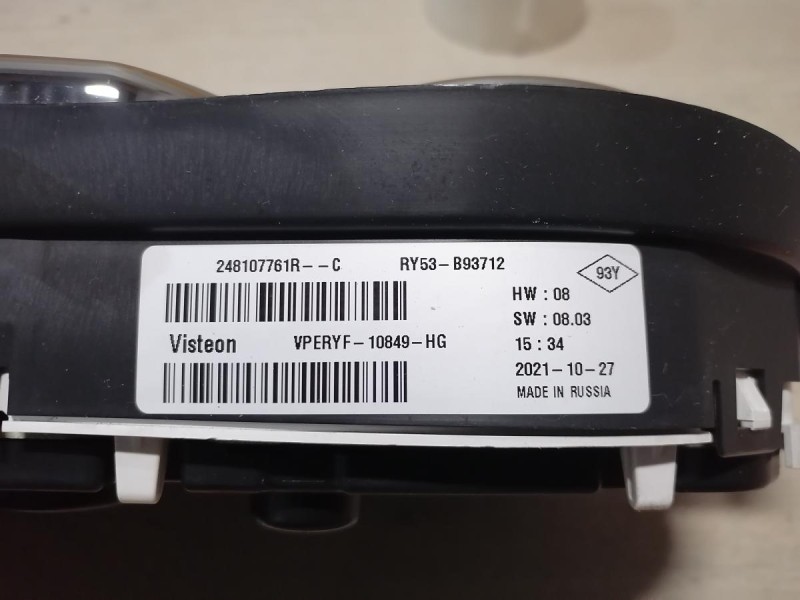 248107761R--C RY53-B93712
93Y
HW : 08
SW : 08.03
Visteon VPERYF-10849-HG
15 : 34
2021-10-27
MADE IN RUSSIA